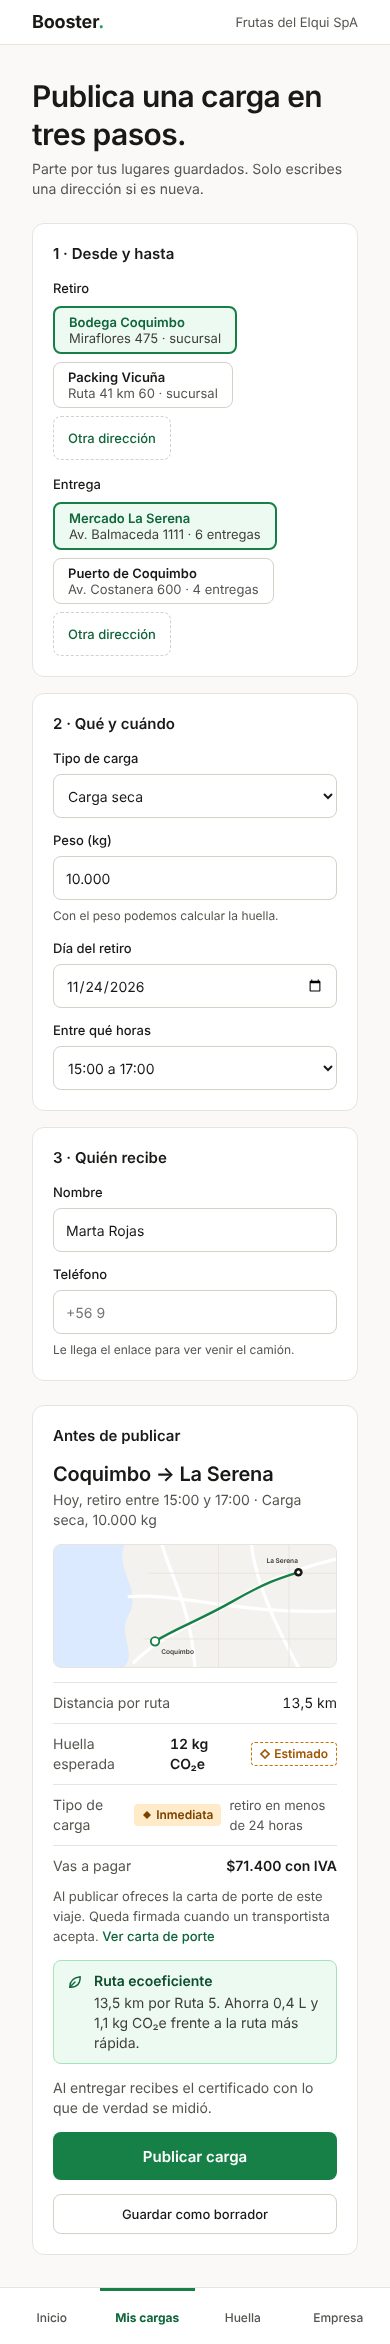 Booster.
Frutas del Elqui SpA
Publica una carga en
tres pasos.
Parte por tus lugares guardados. Solo escribes
una dirección si es nueva.
1 · Desde y hasta
Retiro
Bodega Coquimbo
Miraflores 475 · sucursal
Packing Vicuña
Ruta 41 km 60 · sucursal
Otra dirección
Entrega
Mercado La Serena
Av. Balmaceda 1111 · 6 entregas
Puerto de Coquimbo
Av. Costanera 600 · 4 entregas
Otra dirección
2 · Qué y cuándo
Tipo de carga
Carga seca
Peso (kg)
10.000
Con el peso podemos calcular la huella.
Día del retiro
11/24/2026
Entre qué horas
15:00 a 17:00
3 · Quién recibe
Nombre
Marta Rojas
Teléfono
+56 9
Le llega el enlace para ver venir el camión.
Antes de publicar
Coquimbo → La Serena
Hoy, retiro entre 15:00 y 17:00 · Carga
seca, 10.000 kg
La Serena
Coquimbo
Distancia por ruta 13,5 km
Huella esperada 12 kg CO₂e Estimado
Tipo de carga Inmediata retiro en menos de 24 horas
Vas a pagar $71.400 con IVA
Al publicar ofreces la carta de porte de este
viaje. Queda firmada cuando un transportista
acepta. Ver carta de porte
Ruta ecoeficiente
13,5 km por Ruta 5. Ahorra 0,4 L y
1,1 kg CO₂e frente a la ruta más
rápida.
Al entregar recibes el certificado con lo
que de verdad se midió.
Publicar carga
Guardar como borrador
Inicio
Mis cargas
Huella
Empresa